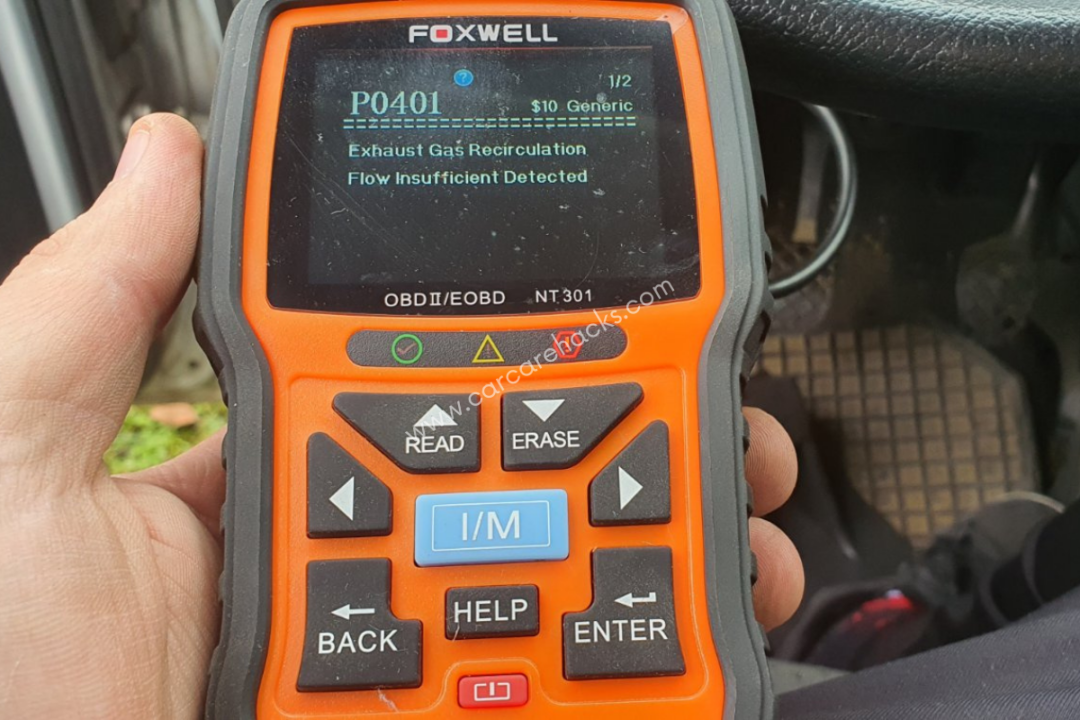 FOXWELL
?
1/2
P0401 $10 Generic
==============================
Exhaust Gas Recirculation
Flow Insufficient Detected
OBDII/EOBD NT301
www.carcarehacks.com
READ
ERASE
I/M
BACK
HELP
ENTER